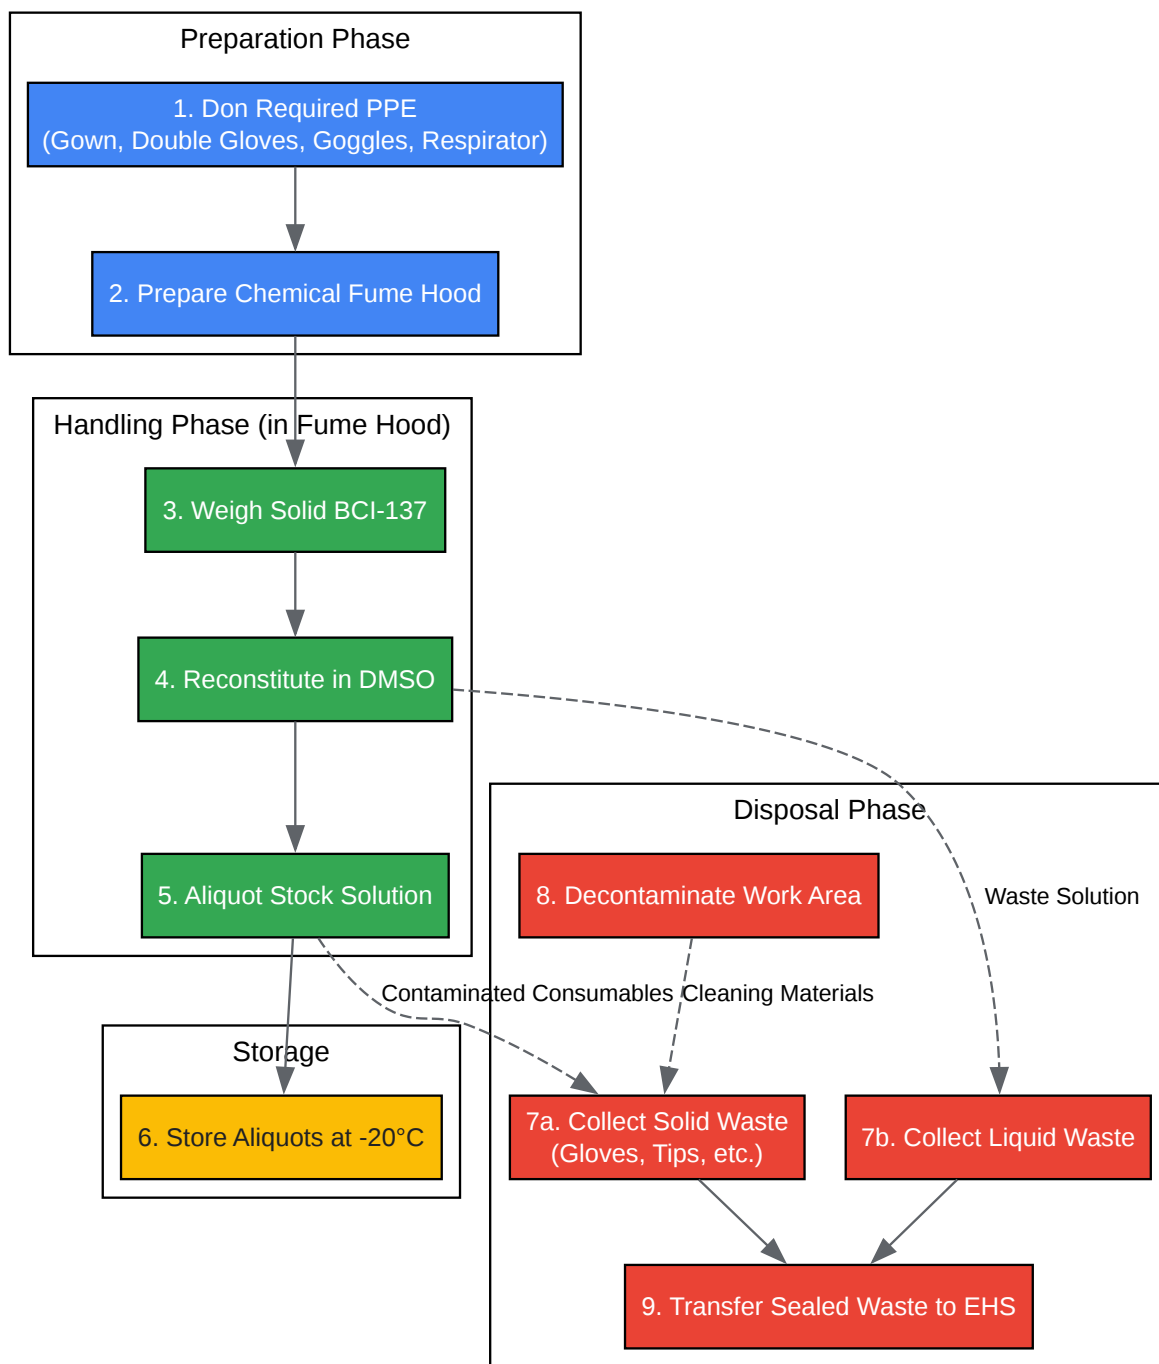 Preparation Phase
1. Don Required PPE
(Gown, Double Gloves, Goggles, Respirator)
2. Prepare Chemical Fume Hood
Handling Phase (in Fume Hood)
3. Weigh Solid BCI-137
4. Reconstitute in DMSO
5. Aliquot Stock Solution
Disposal Phase
8. Decontaminate Work Area
Waste Solution
Contaminated Consumables
Cleaning Materials
Storage
6. Store Aliquots at -20°C
7a. Collect Solid Waste
(Gloves, Tips, etc.)
7b. Collect Liquid Waste
9. Transfer Sealed Waste to EHS